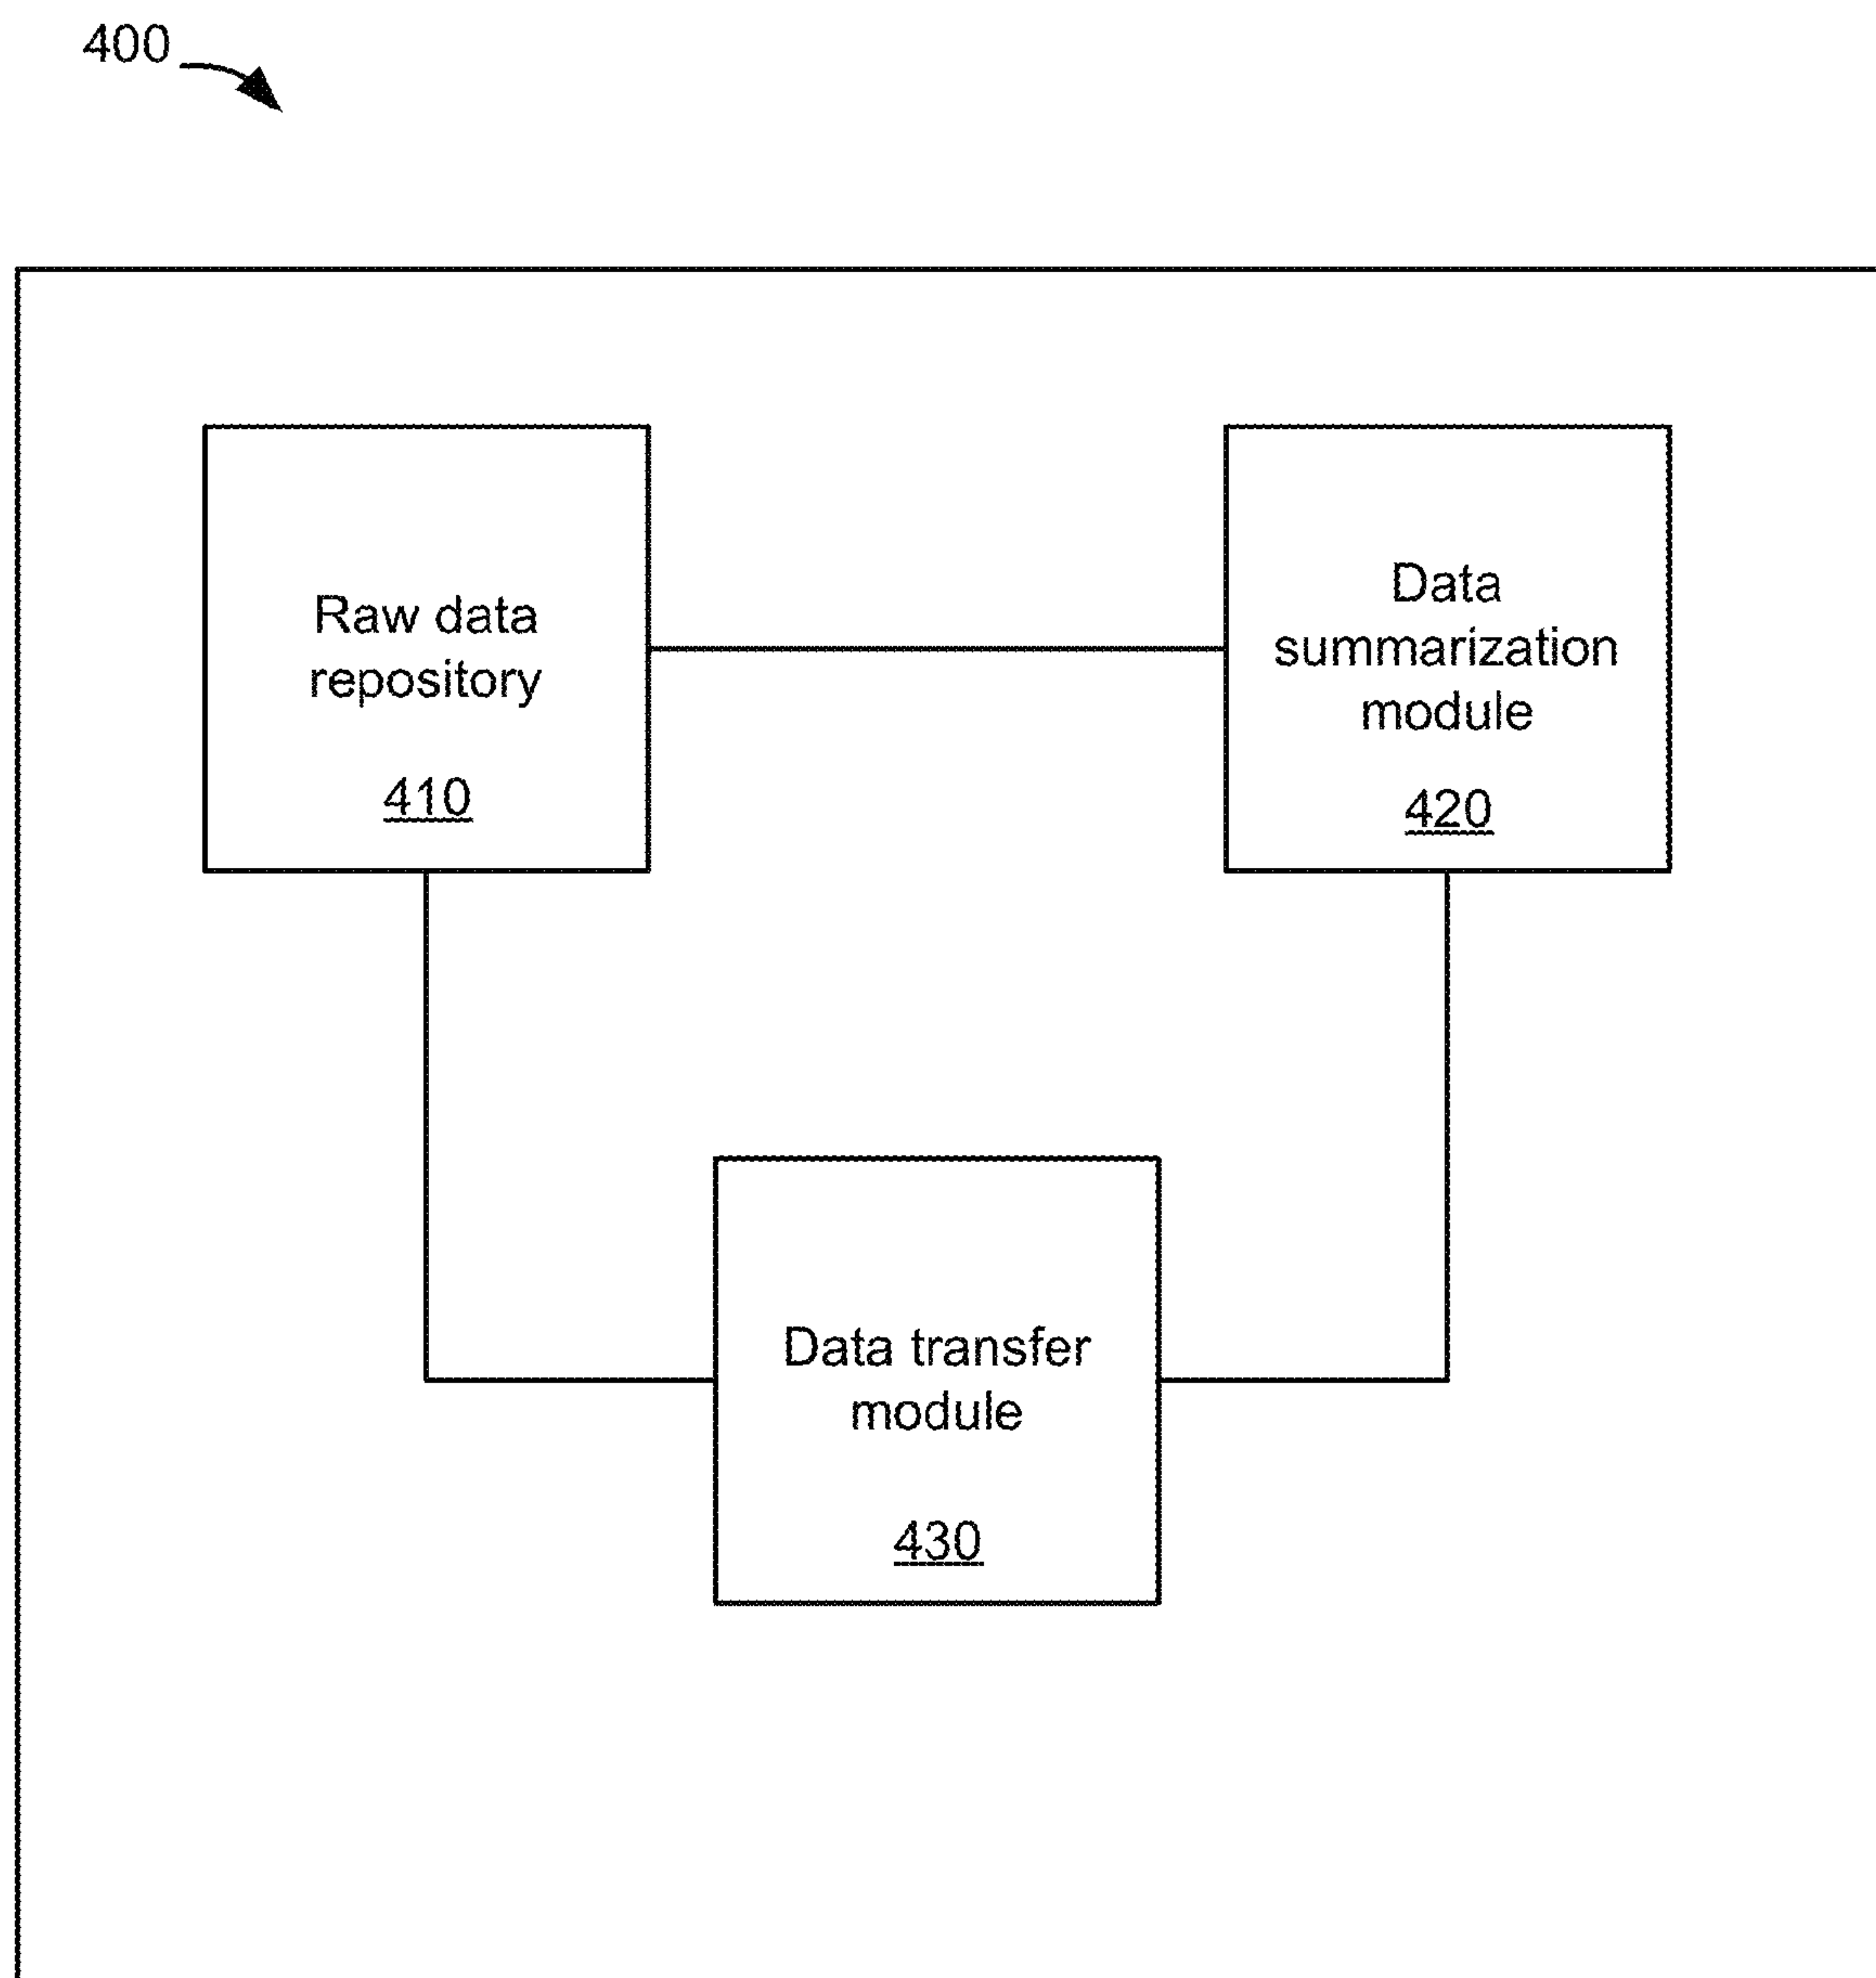 400
Raw data
repository
410
Data
summarization
module
420
Data transfer
module
430